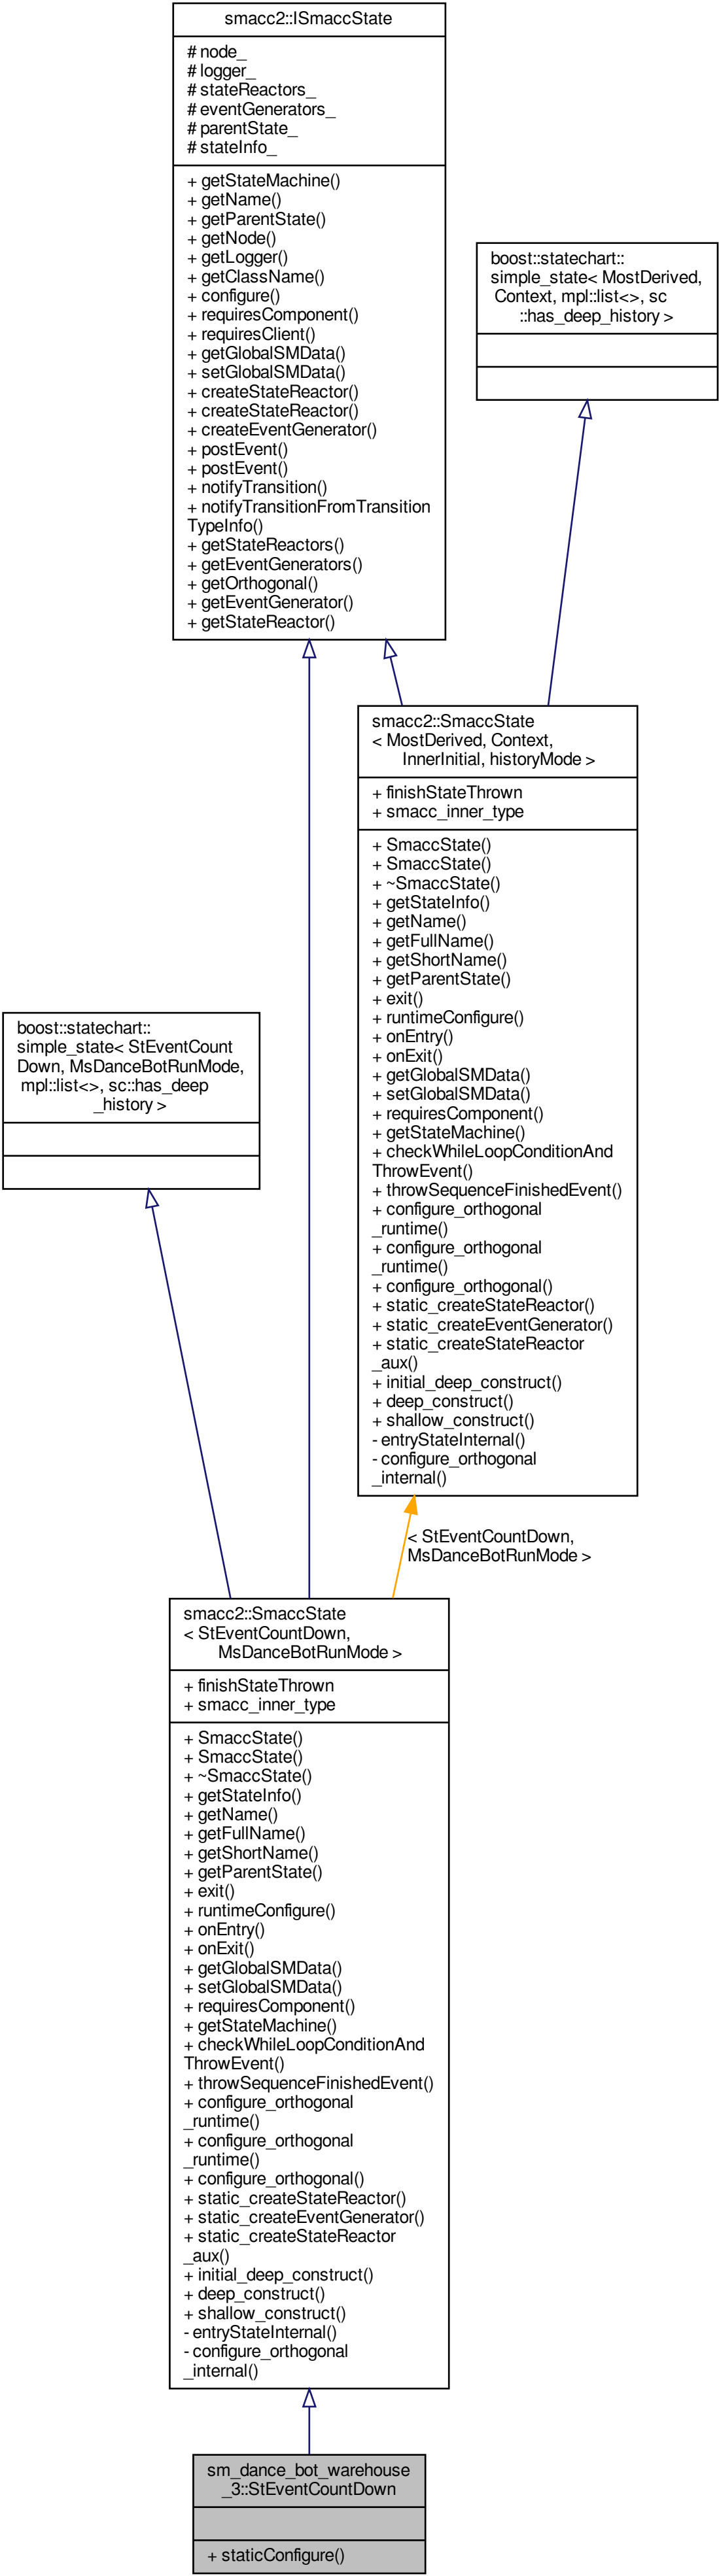 smacc2::ISmaccState
# node_
# logger_
# stateReactors_
# eventGenerators_
# parentState_
# stateInfo_
+ getStateMachine()
+ getName()
+ getParentState()
+ getNode()
+ getLogger()
+ getClassName()
+ configure()
+ requiresComponent()
+ requiresClient()
+ getGlobalSMData()
+ setGlobalSMData()
+ createStateReactor()
+ createStateReactor()
+ createEventGenerator()
+ postEvent()
+ postEvent()
+ notifyTransition()
+ notifyTransitionFromTransition
TypeInfo()
+ getStateReactors()
+ getEventGenerators()
+ getOrthogonal()
+ getEventGenerator()
+ getStateReactor()
boost::statechart::
simple_state< MostDerived,
Context, mpl::list<>, sc
::has_deep_history >
smacc2::SmaccState
< MostDerived, Context,
InnerInitial, historyMode >
+ finishStateThrown
+ smacc_inner_type
+ SmaccState()
+ SmaccState()
+ ~SmaccState()
+ getStateInfo()
+ getName()
+ getFullName()
+ getShortName()
+ getParentState()
+ exit()
+ runtimeConfigure()
+ onEntry()
+ onExit()
+ getGlobalSMData()
+ setGlobalSMData()
+ requiresComponent()
+ getStateMachine()
+ checkWhileLoopConditionAnd
ThrowEvent()
+ throwSequenceFinishedEvent()
+ configure_orthogonal
_runtime()
+ configure_orthogonal
_runtime()
+ configure_orthogonal()
+ static_createStateReactor()
+ static_createEventGenerator()
+ static_createStateReactor
_aux()
+ initial_deep_construct()
+ deep_construct()
+ shallow_construct()
- entryStateInternal()
- configure_orthogonal
_internal()
boost::statechart::
simple_state< StEventCount
Down, MsDanceBotRunMode,
mpl::list<>, sc::has_deep
_history >
< StEventCountDown,
MsDanceBotRunMode >
smacc2::SmaccState
< StEventCountDown,
MsDanceBotRunMode >
+ finishStateThrown
+ smacc_inner_type
+ SmaccState()
+ SmaccState()
+ ~SmaccState()
+ getStateInfo()
+ getName()
+ getFullName()
+ getShortName()
+ getParentState()
+ exit()
+ runtimeConfigure()
+ onEntry()
+ onExit()
+ getGlobalSMData()
+ setGlobalSMData()
+ requiresComponent()
+ getStateMachine()
+ checkWhileLoopConditionAnd
ThrowEvent()
+ throwSequenceFinishedEvent()
+ configure_orthogonal
_runtime()
+ configure_orthogonal
_runtime()
+ configure_orthogonal()
+ static_createStateReactor()
+ static_createEventGenerator()
+ static_createStateReactor
_aux()
+ initial_deep_construct()
+ deep_construct()
+ shallow_construct()
- entryStateInternal()
- configure_orthogonal
_internal()
sm_dance_bot_warehouse
_3::StEventCountDown
+ staticConfigure()